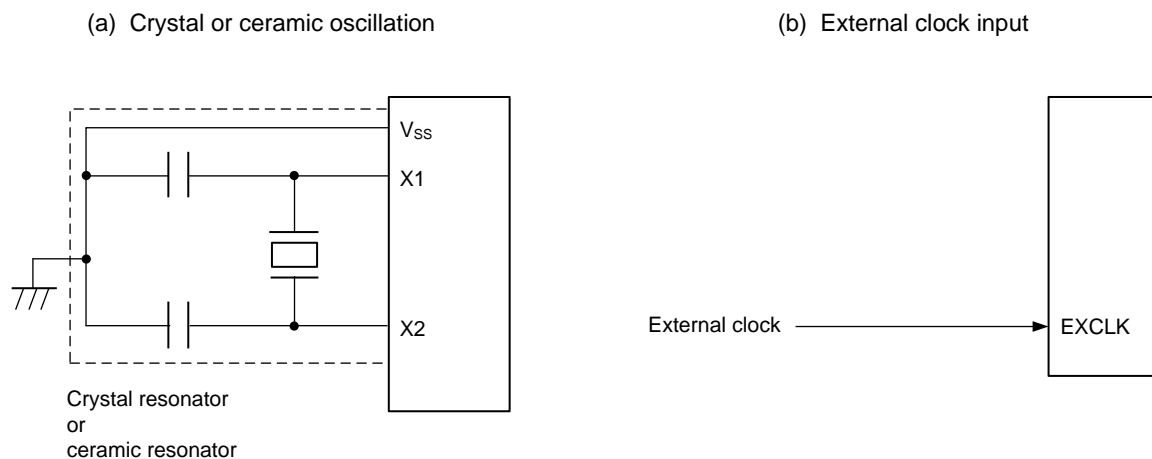 (a) Crystal or ceramic oscillation
VSS
X1
X2
Crystal resonator
or
ceramic resonator
(b) External clock input
External clock
EXCLK